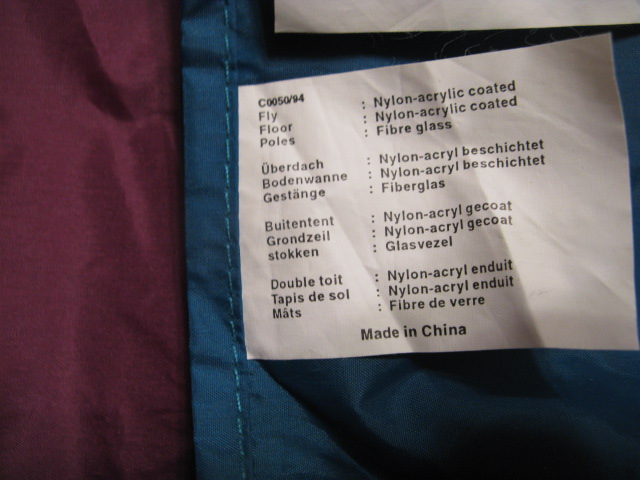 C0050/94
Fly : Nylon-acrylic coated
Floor : Nylon-acrylic coated
Poles : Fibre glass
Überdach : Nylon-acryl beschichtet
Bodenwanne : Nylon-acryl beschichtet
Gestänge : Fiberglas
Buitentent : Nylon-acryl gecoat
Grondzeil : Nylon-acryl gecoat
stokken : Glasvezel
Double toit : Nylon-acryl enduit
Tapis de sol : Nylon-acryl enduit
Mâts : Fibre de verre
Made in China